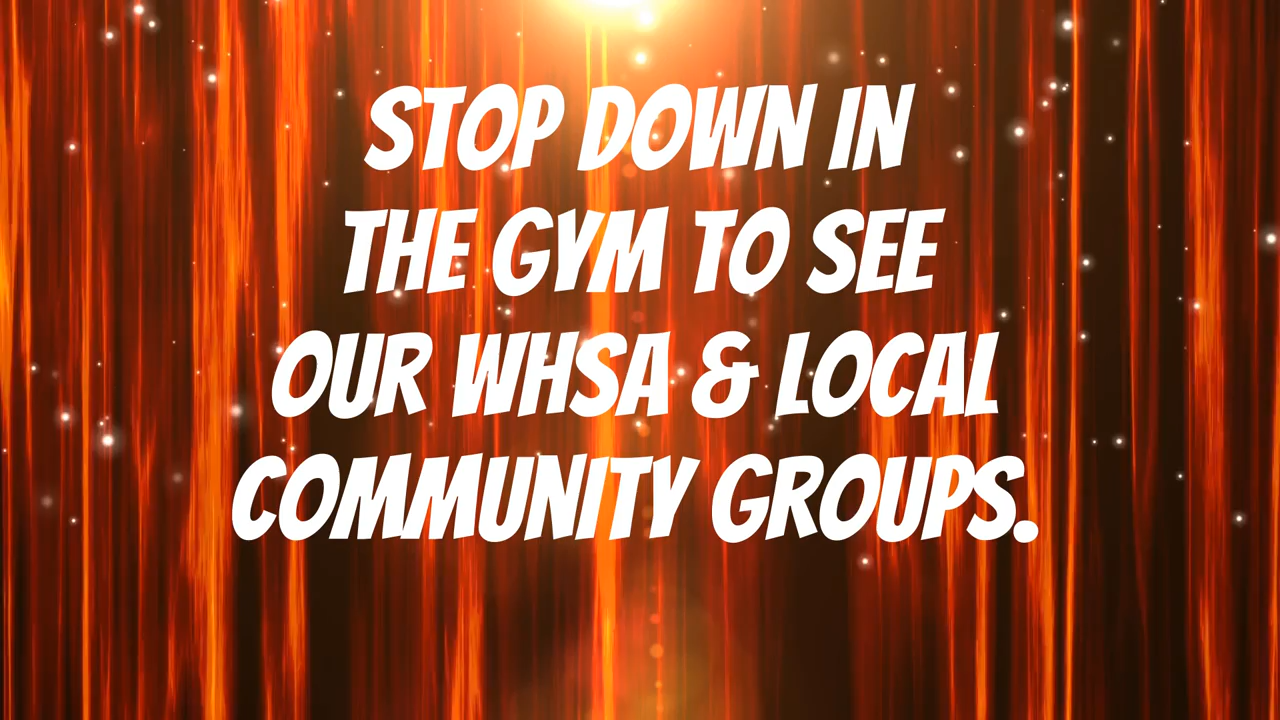 STOP DOWN IN
THE GYM TO SEE
OUR WHSA & LOCAL
COMMUNITY GROUPS.